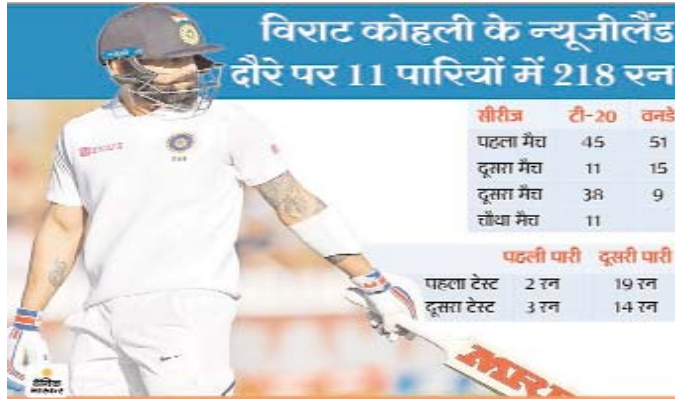 विराट कोहली के न्यूजीलैंड
दौरे पर 11 पारियों में 218 रन
सीरीज टी-20 वनडे
पहला मैच 45 51
दूसरा मैच 11 15
दूसरा मैच 38 9
चौथा मैच 11
पहली पारी दूसरी पारी
पहला टेस्ट 2 रन 19 रन
दूसरा टेस्ट 3 रन 14 रन
MRF
दैनिक
भास्कर